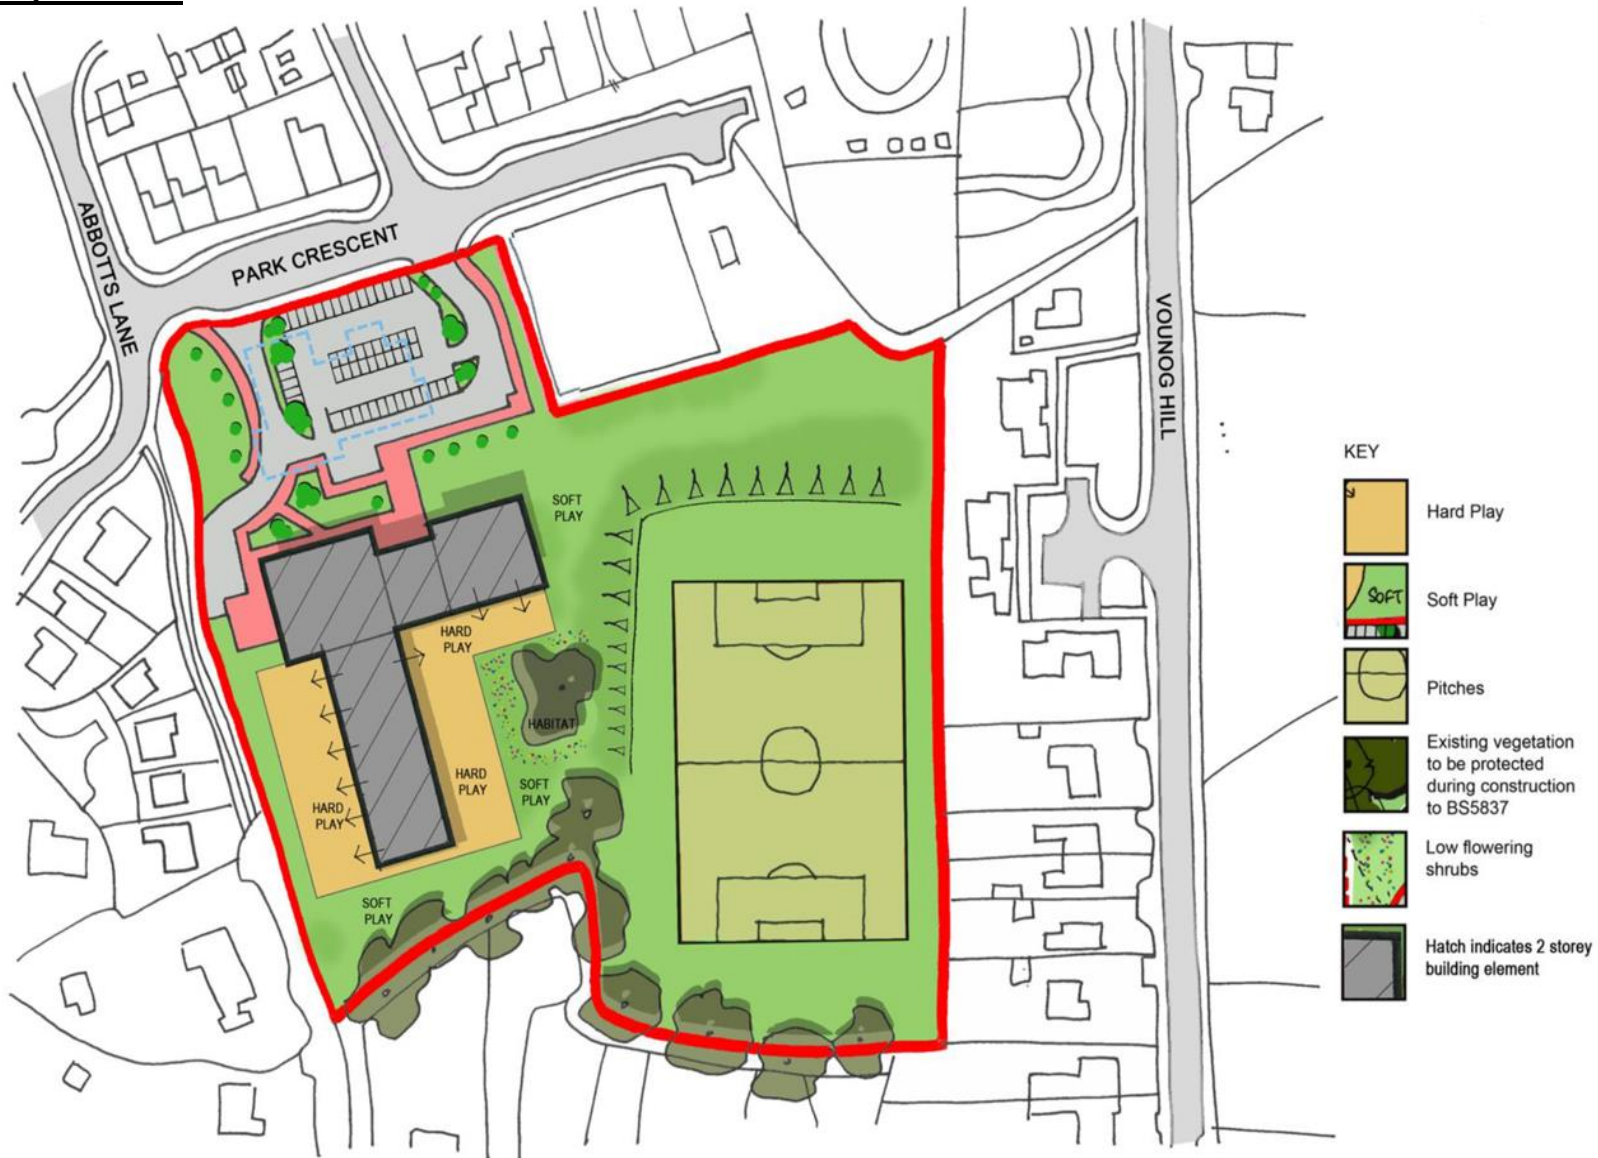 ABBOTTS LANE
PARK CRESCENT
VOUNOG HILL
SOFT
PLAY
HARD
PLAY
HABITAT
HARD
PLAY
SOFT
PLAY
HARD
PLAY
SOFT
PLAY
KEY
Hard Play
SOFT
Soft Play
Pitches
Existing vegetation
to be protected
during construction
to BS5837
Low flowering
shrubs
Hatch indicates 2 storey
building element